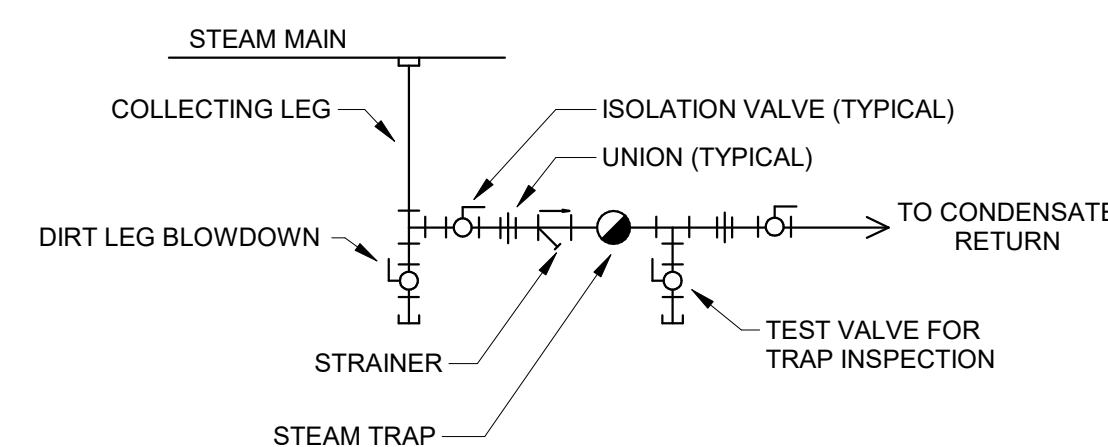 STEAM MAIN
COLLECTING LEG
ISOLATION VALVE (TYPICAL)
UNION (TYPICAL)
DIRT LEG BLOWDOWN
TO CONDENSATE
RETURN
TEST VALVE FOR
TRAP INSPECTION
STRAINER
STEAM TRAP